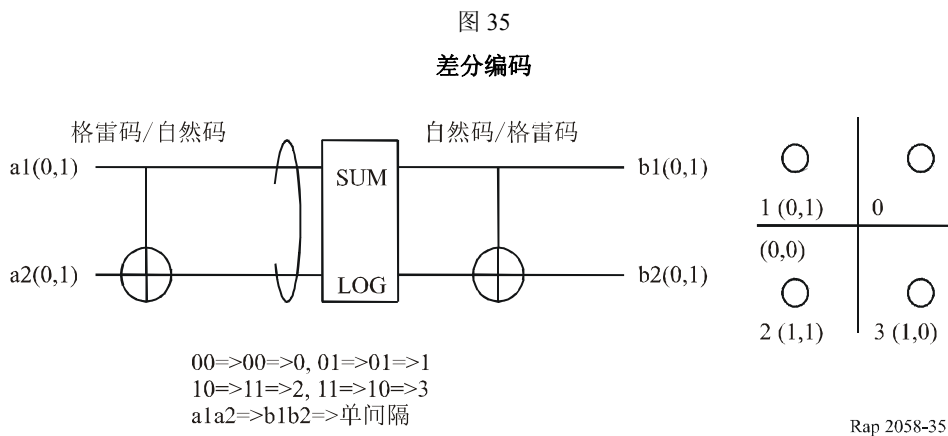 图 35
差分编码
格雷码/自然码
自然码/格雷码
a1(0,1)
SUM
b1(0,1)
a2(0,1)
LOG
b2(0,1)
1 (0,1)
0
(0,0)
2 (1,1)
3 (1,0)
00=>00=>0, 01=>01=>1
10=>11=>2, 11=>10=>3
a1a2=>b1b2=>单间隔
Rap 2058-35